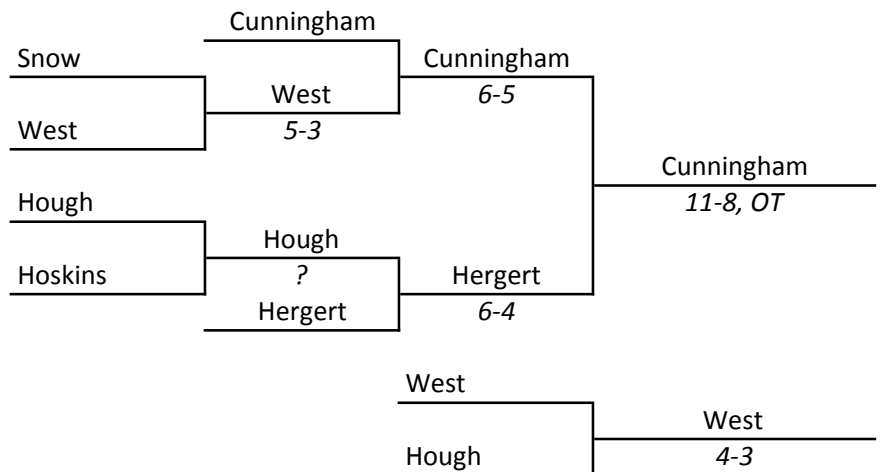 Cunningham
Snow
Cunningham
West
6-5
West
5-3
Cunningham
Hough
11-8, OT
Hough
Hoskins
?
Hergert
Hergert
6-4
West
West
Hough
4-3